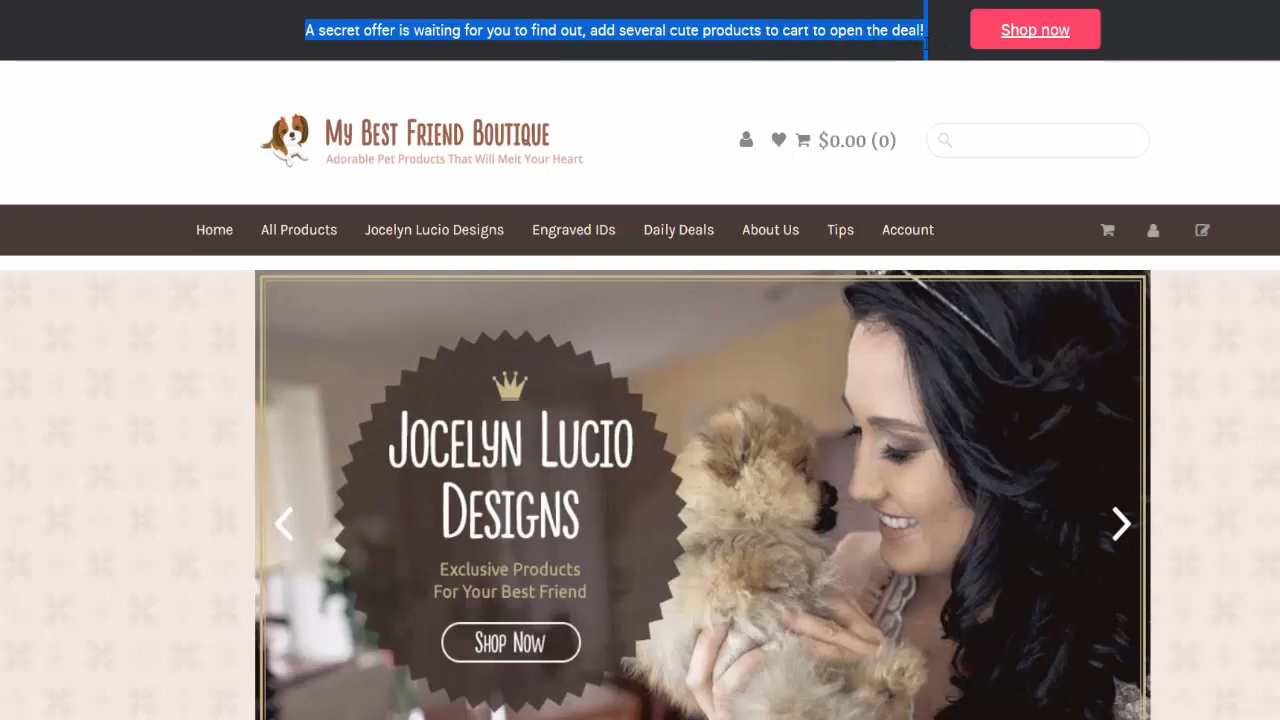 A secret offer is waiting for you to find out, add several cute products to cart to open the deal!
Shop now
My Best Friend Boutique
Adorable Pet Products That Will Melt Your Heart
$0.00 (0)
Home All Products Jocelyn Lucio Designs Engraved IDs Daily Deals About Us Tips Account
Jocelyn Lucio
Designs
Exclusive Products
For Your Best Friend
Shop Now